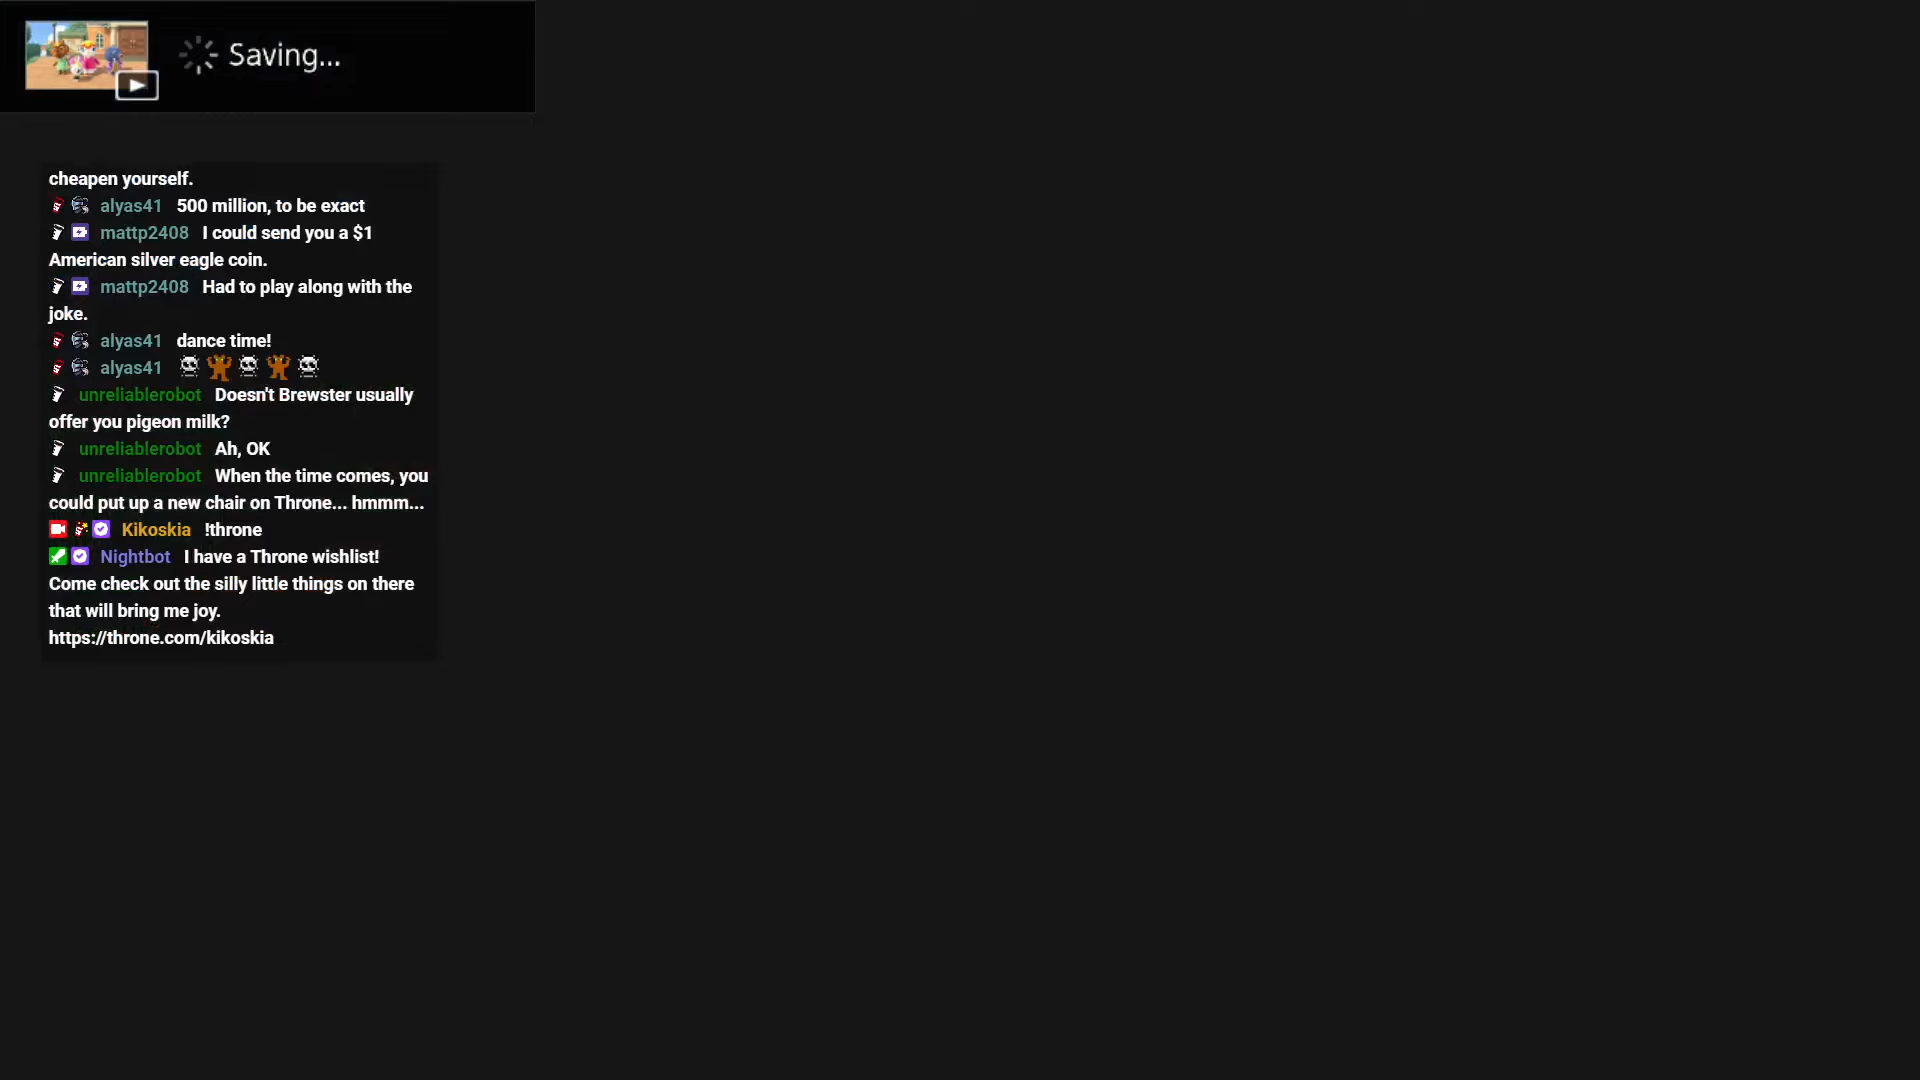 Saving...
cheapen yourself.
alyas41 500 million, to be exact
mattp2408 I could send you a $1
American silver eagle coin.
mattp2408 Had to play along with the
joke.
alyas41 dance time!
alyas41
unreliablerobot Doesn't Brewster usually
offer you pigeon milk?
unreliablerobot Ah, OK
unreliablerobot When the time comes, you
could put up a new chair on Throne... hmmm...
Kikoskia !throne
Nightbot I have a Throne wishlist!
Come check out the silly little things on there
that will bring me joy.
https://throne.com/kikoskia